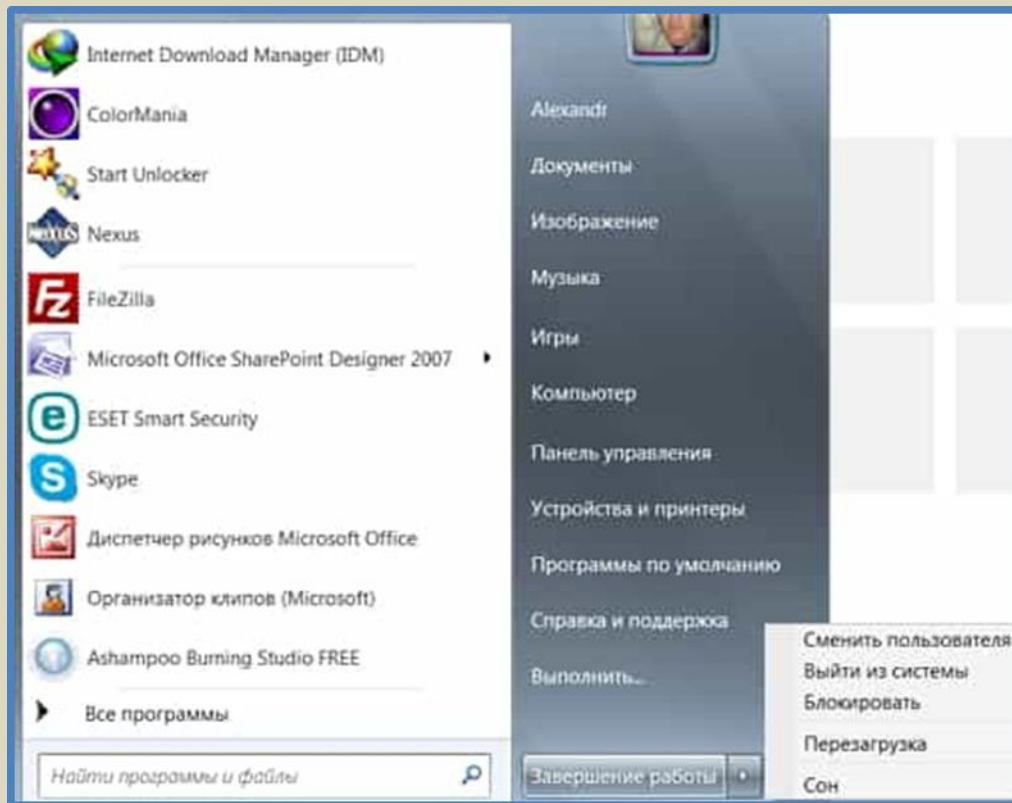 Internet Download Manager (IDM)
ColorMania
Start Unlocker
Nexus
FileZilla
Microsoft Office SharePoint Designer 2007
ESET Smart Security
Skype
Диспетчер рисунков Microsoft Office
Организатор клипов (Microsoft)
Ashampoo Burning Studio FREE
Все программы
Найти программы и файлы
Alexandr
Документы
Изображение
Музыка
Игры
Компьютер
Панель управления
Устройства и принтеры
Программы по умолчанию
Справка и поддержка
Выполнить...
Завершение работы
Сменить пользователя
Выйти из системы
Блокировать
Перезагрузка
Сон